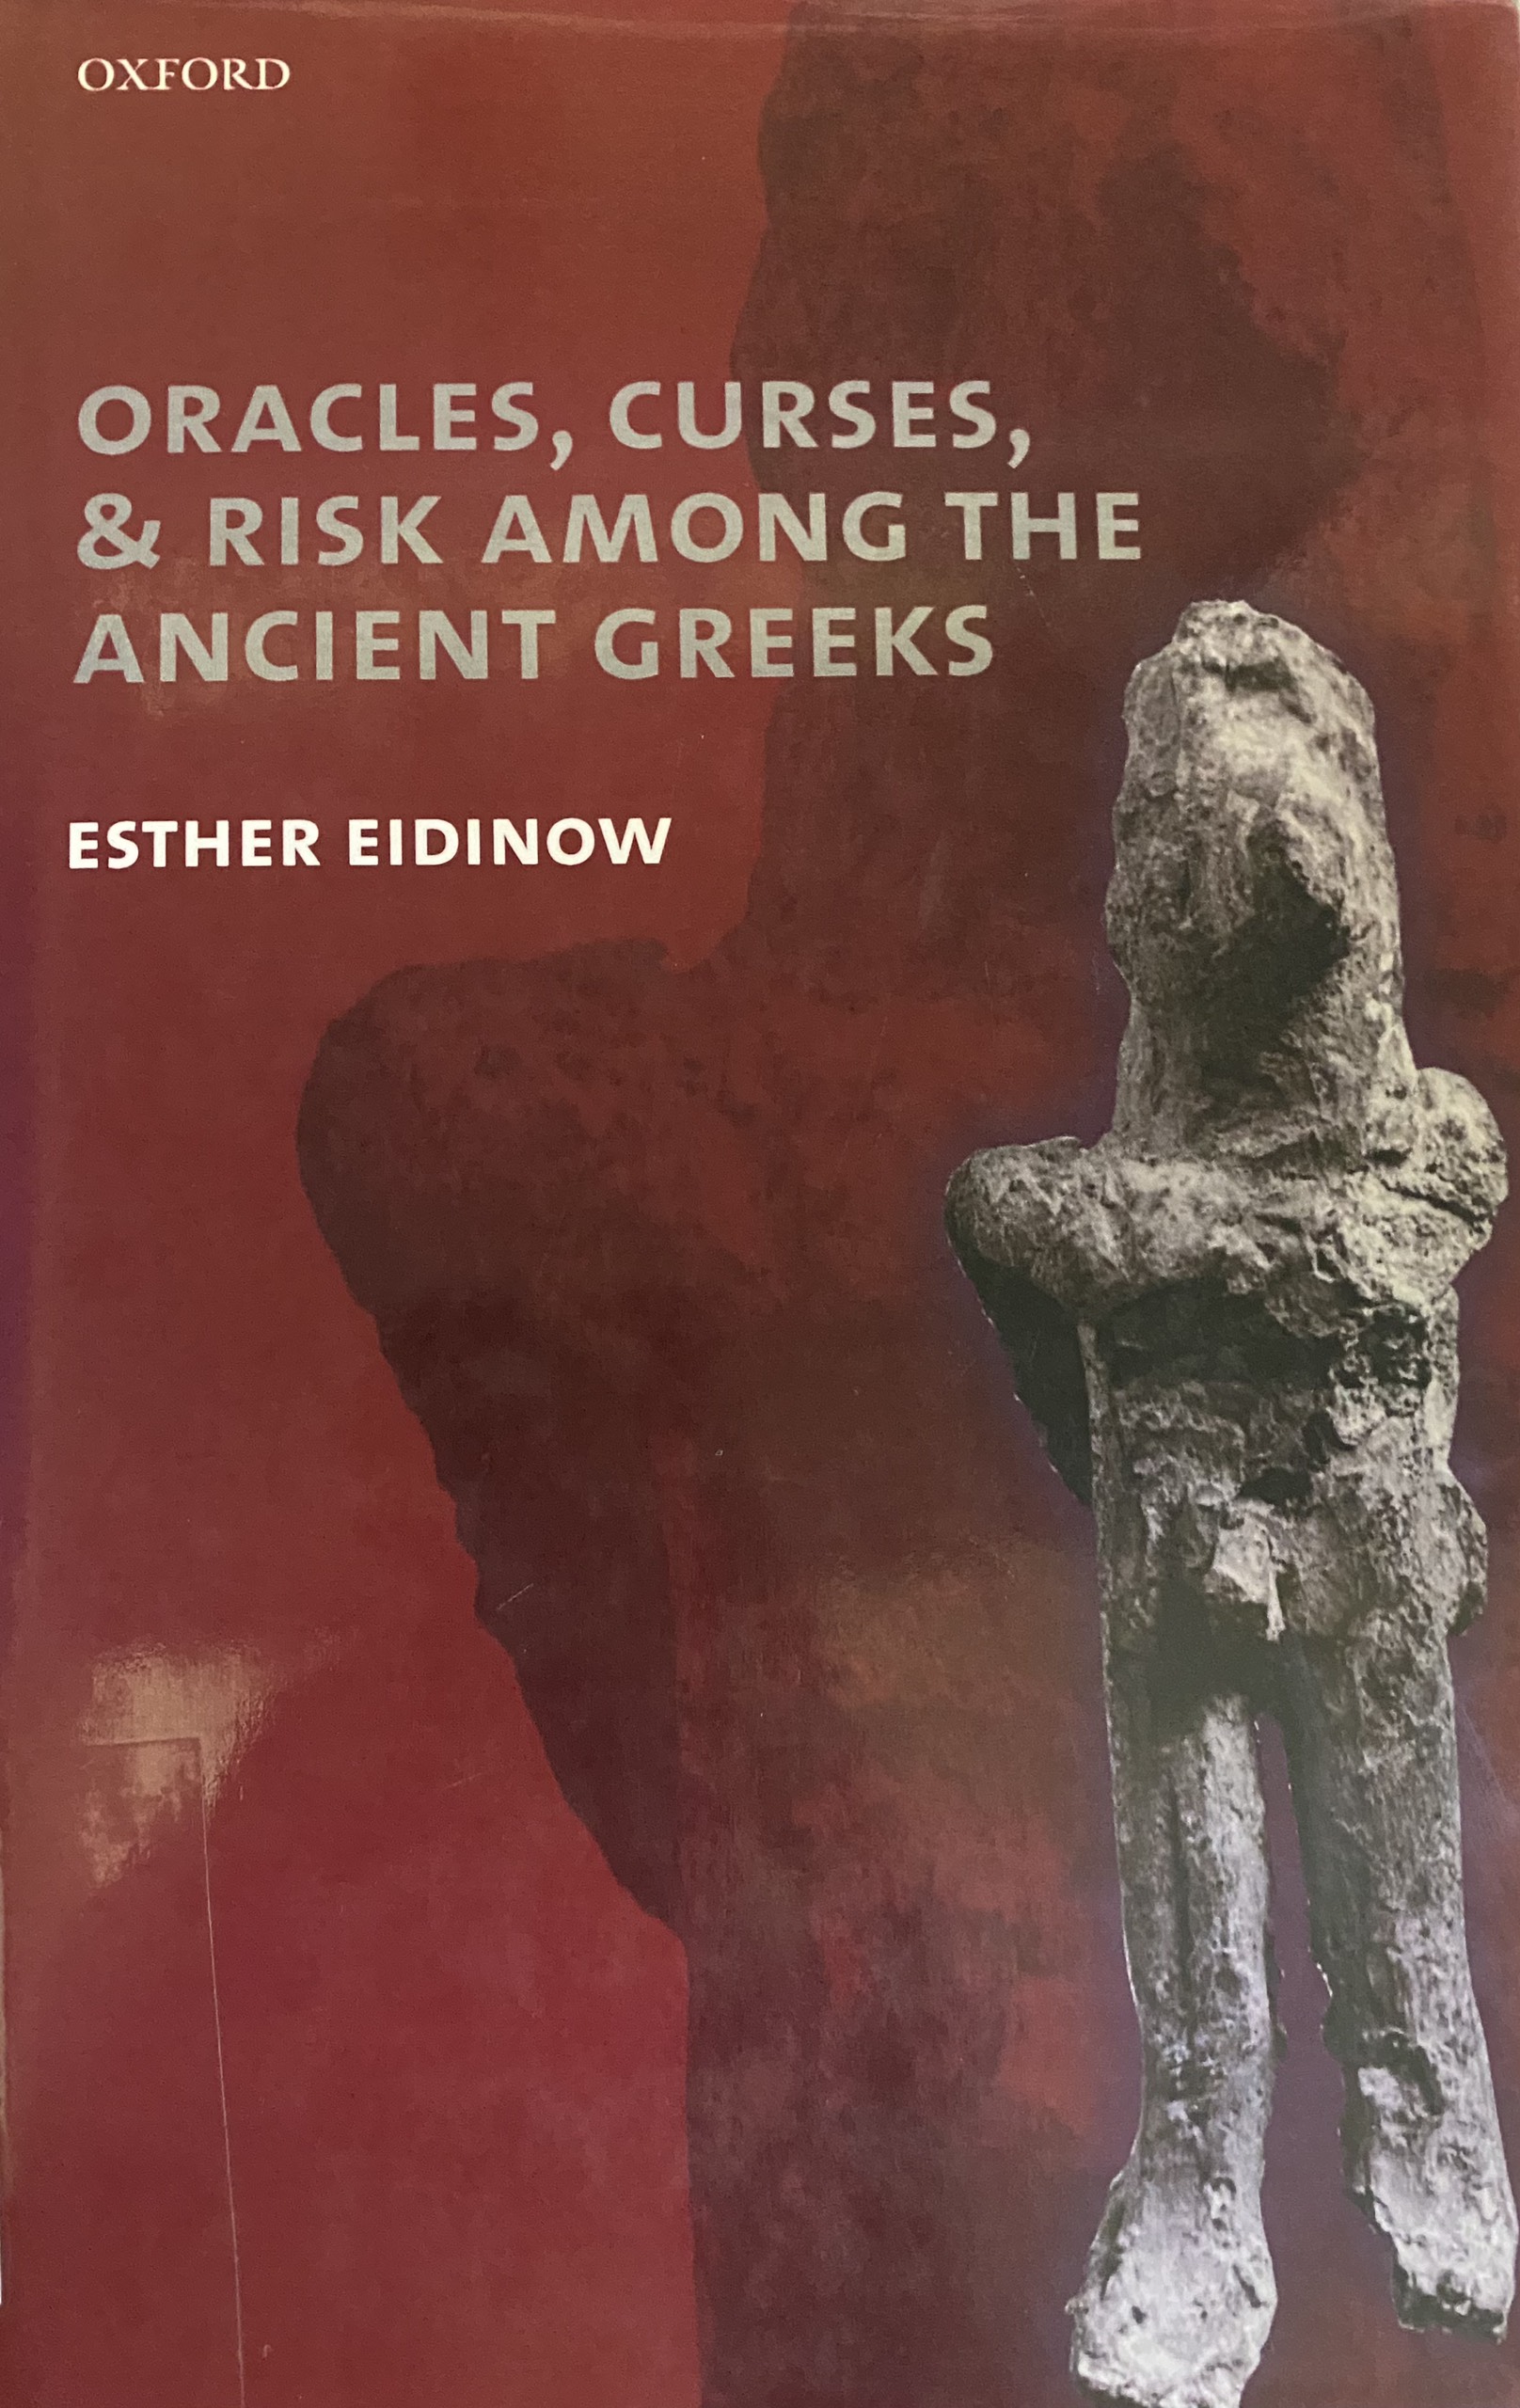 OXFORD
ORACLES, CURSES,
& RISK AMONG THE
ANCIENT GREEKS
ESTHER EIDINOW